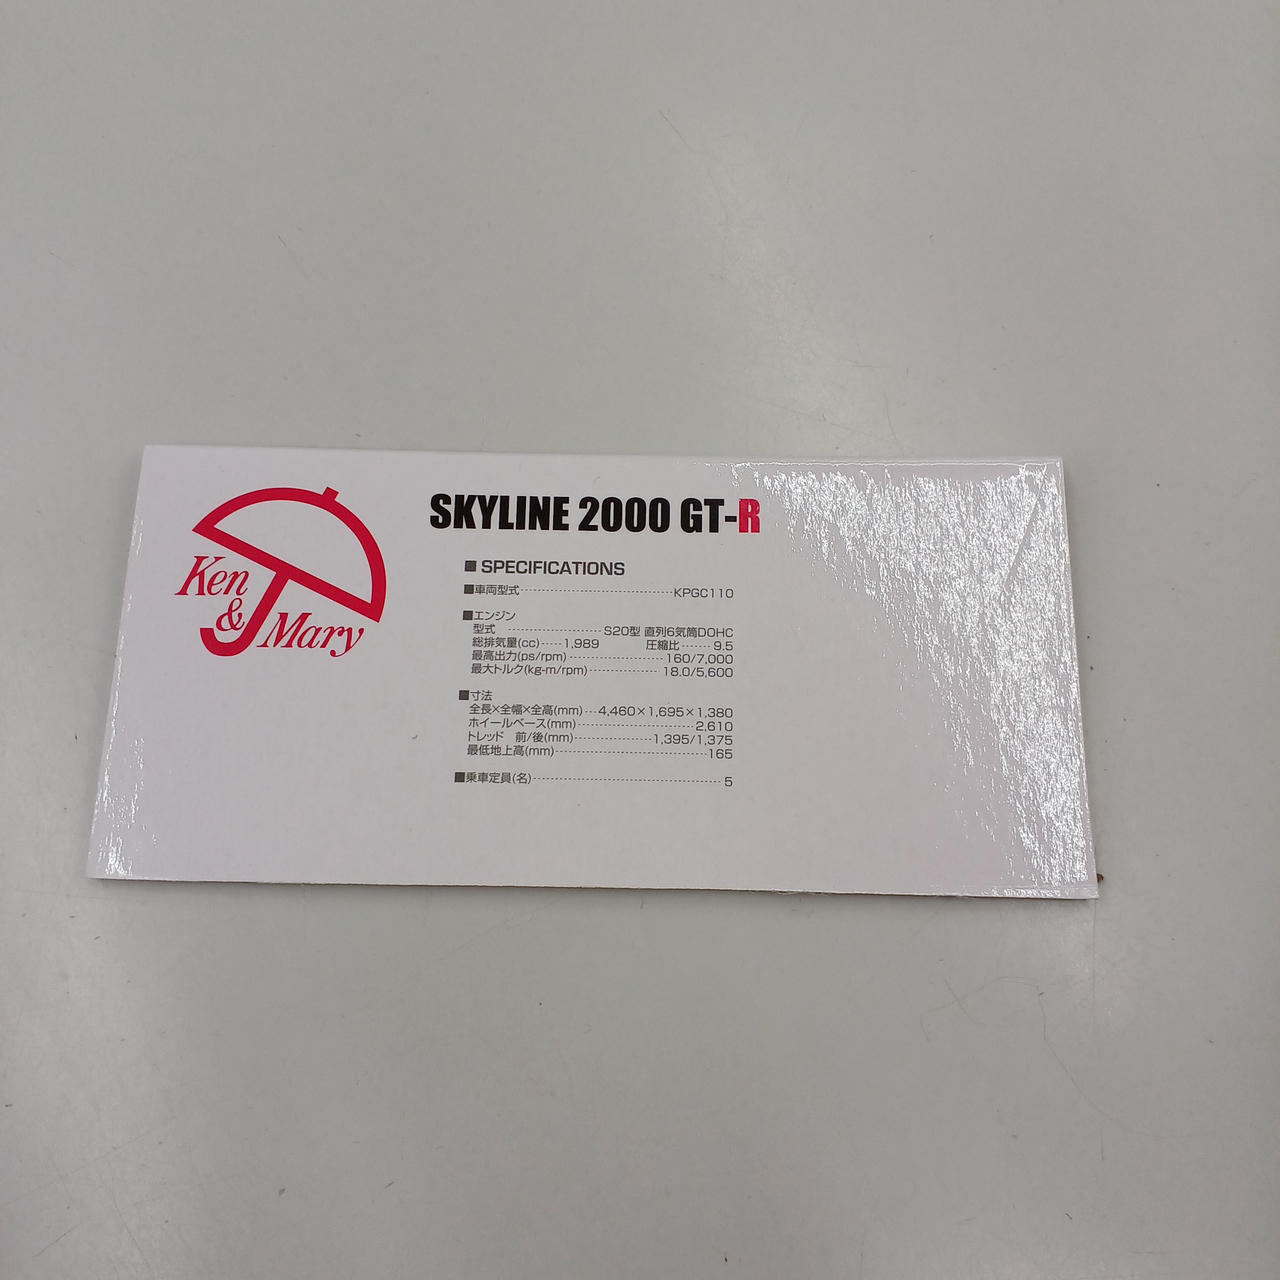 Ken
&
Mary
SKYLINE 2000 GT-R
■ SPECIFICATIONS
■車両型式------------------------------------KPGC110
■エンジン
型式 ----------------------S20型 直列6気筒DOHC
総排気量(cc)-----1,989 圧縮比-------9.5
最高出力(ps/rpm)-----------------------160/7,000
最大トルク(kg-m/rpm)-----------------18.0/5,600
■寸法
全長×全幅×全高(mm)---4,460×1,695×1,380
ホイールベース(mm)----------------------------2,610
トレッド 前/後(mm)-------------------1,395/1,375
最低地上高(mm)------------------------------------165
■乗車定員(名)---------------------------------------------5